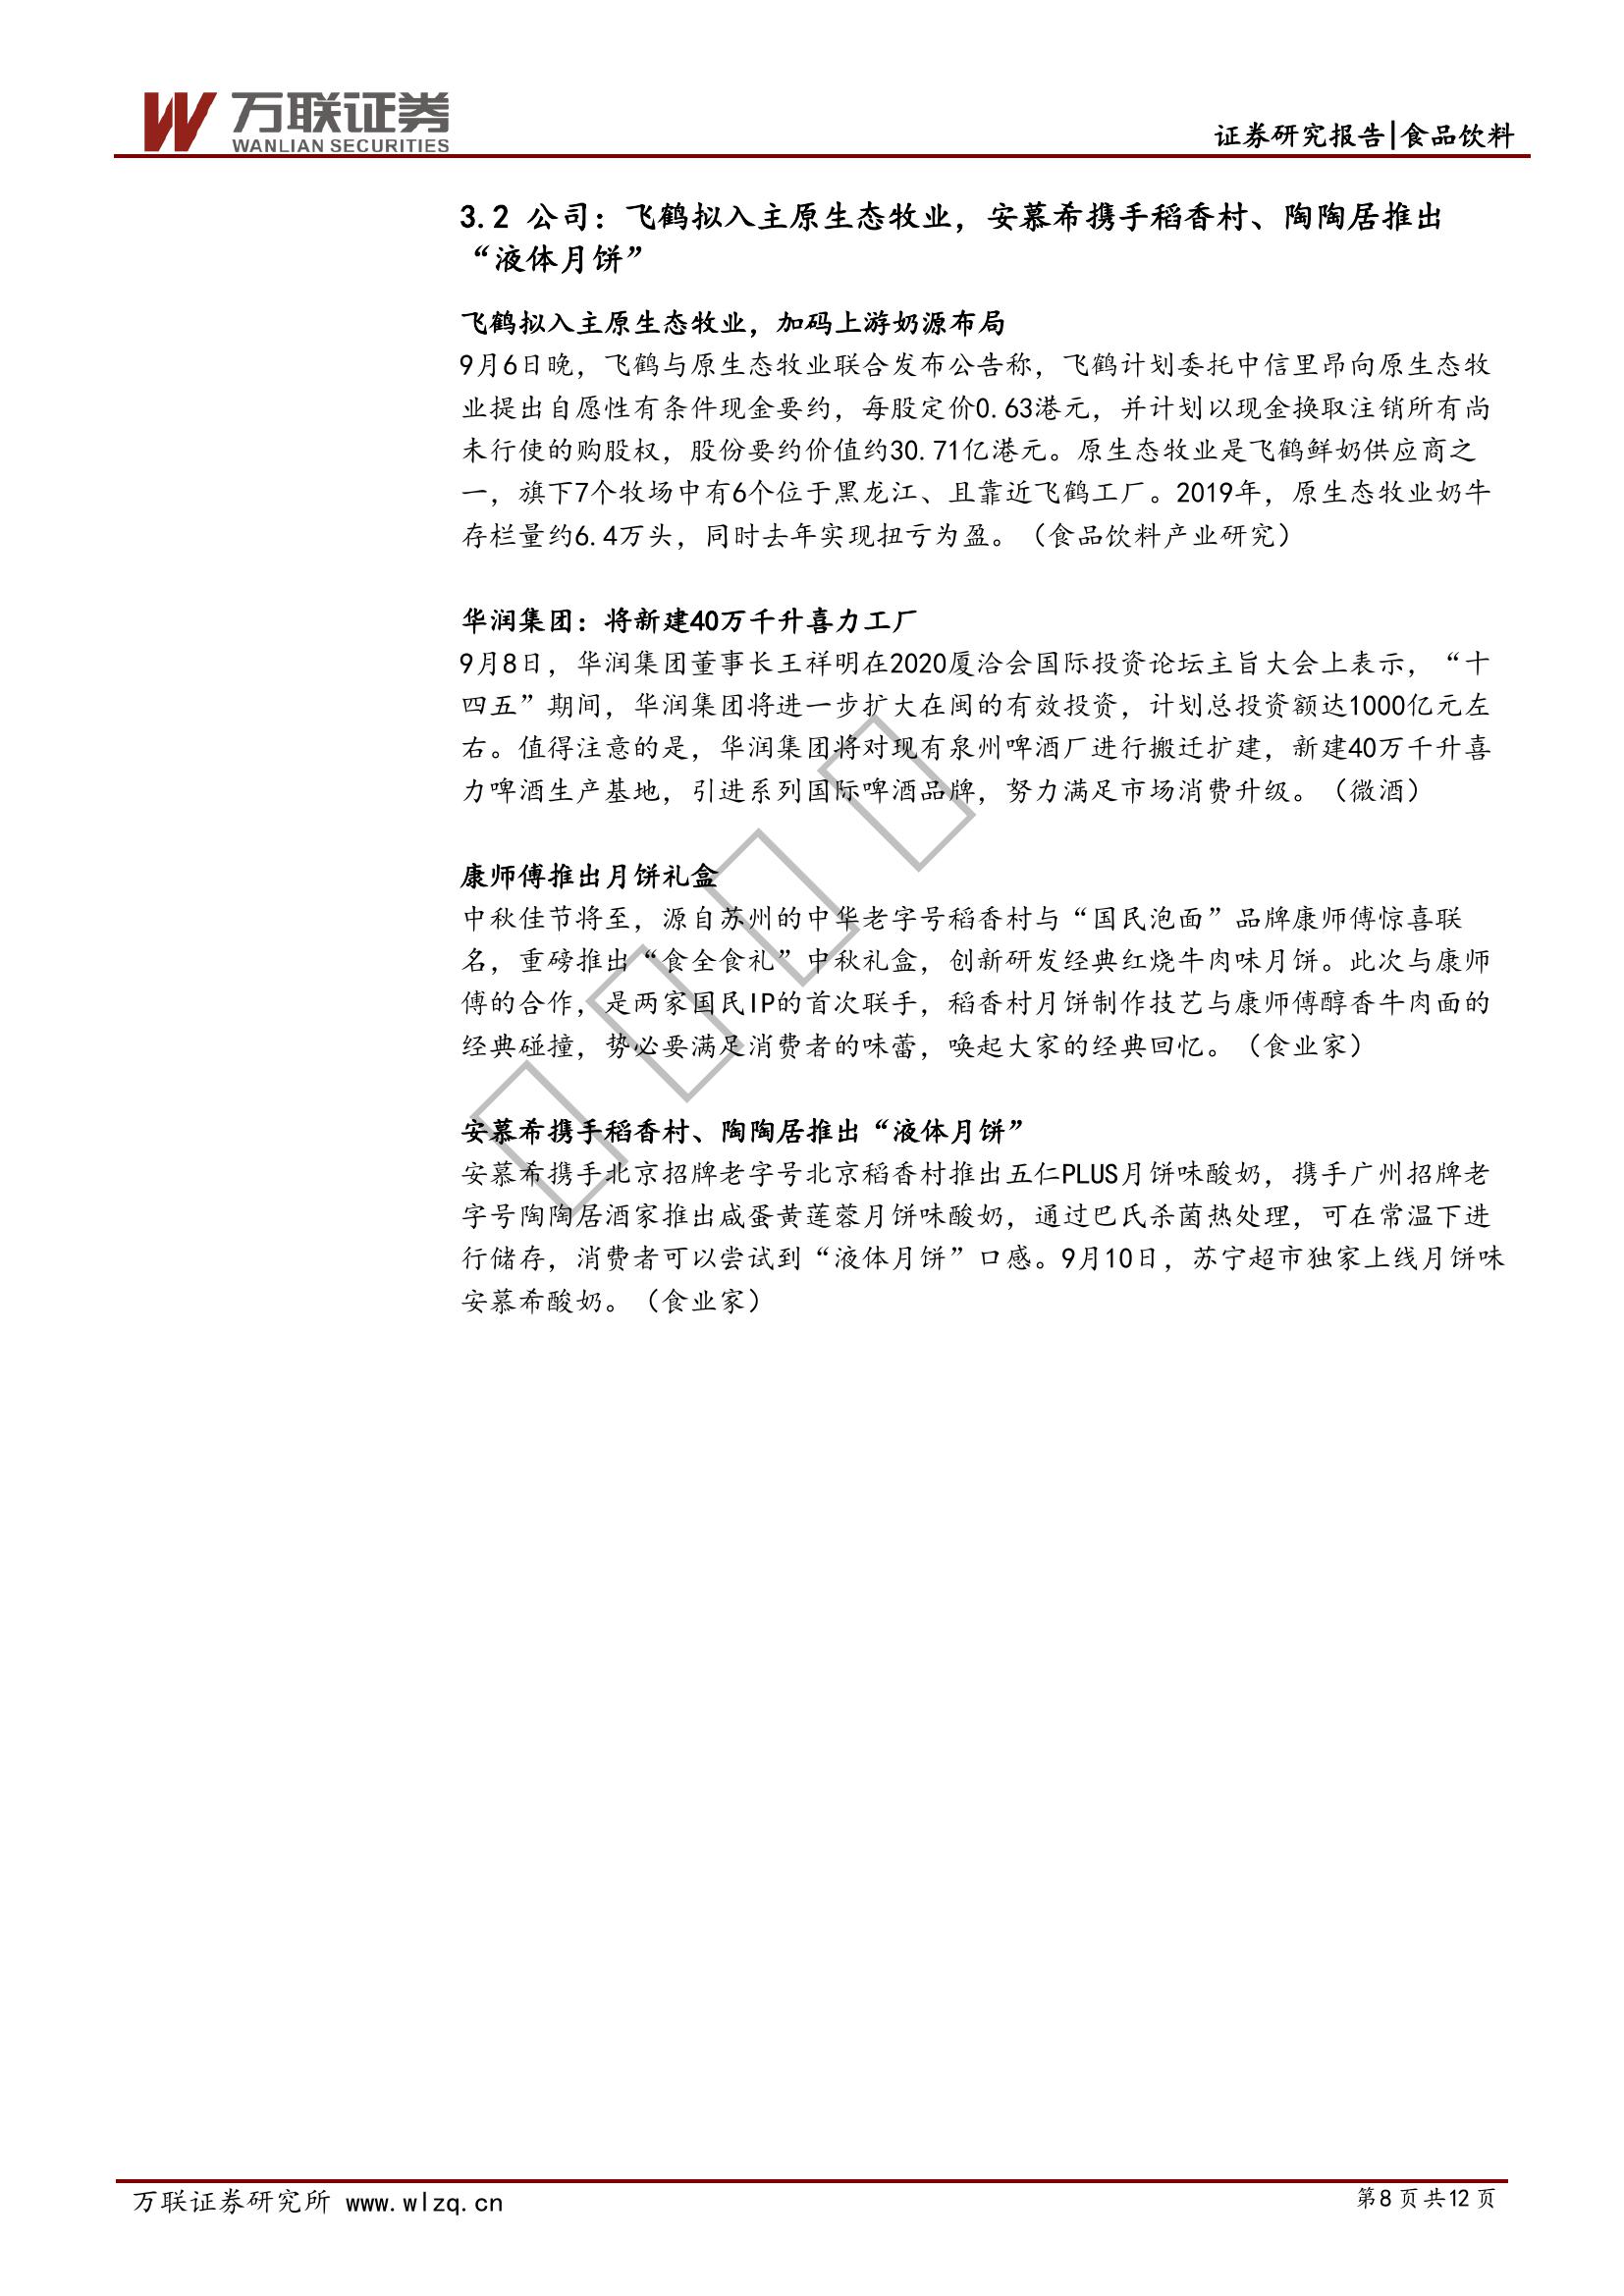 万联证券
WANLIAN SECURITIES
证券研究报告|食品饮料
3.2 公司：飞鹤拟入主原生态牧业，安慕希携手稻香村、陶陶居推出
“液体月饼”
飞鹤拟入主原生态牧业，加码上游奶源布局
9月6日晚，飞鹤与原生态牧业联合发布公告称，飞鹤计划委托中信里昂向原生态牧
业提出自愿性有条件现金要约，每股定价0.63港元，并计划以现金换取注销所有尚
未行使的购股权，股份要约价值约30.71亿港元。原生态牧业是飞鹤鲜奶供应商之
一，旗下7个牧场中有6个位于黑龙江、且靠近飞鹤工厂。2019年，原生态牧业奶牛
存栏量约6.4万头，同时去年实现扭亏为盈。（食品饮料产业研究）
华润集团：将新建40万千升喜力工厂
9月8日，华润集团董事长王祥明在2020厦洽会国际投资论坛主旨大会上表示，“十
四五”期间，华润集团将进一步扩大在闽的有效投资，计划总投资额达1000亿元左
右。值得注意的是，华润集团将对现有泉州啤酒厂进行搬迁扩建，新建40万千升喜
力啤酒生产基地，引进系列国际啤酒品牌，努力满足市场消费升级。（微酒）
康师傅推出月饼礼盒
中秋佳节将至，源自苏州的中华老字号稻香村与“国民泡面”品牌康师傅惊喜联
名，重磅推出“食全食礼”中秋礼盒，创新研发经典红烧牛肉味月饼。此次与康师
傅的合作，是两家国民IP的首次联手，稻香村月饼制作技艺与康师傅醇香牛肉面的
经典碰撞，势必要满足消费者的味蕾，唤起大家的经典回忆。（食业家）
安慕希携手稻香村、陶陶居推出“液体月饼”
安慕希携手北京招牌老字号北京稻香村推出五仁PLUS月饼味酸奶，携手广州招牌老
字号陶陶居酒家推出咸蛋黄莲蓉月饼味酸奶，通过巴氏杀菌热处理，可在常温下进
行储存，消费者可以尝试到“液体月饼”口感。9月10日，苏宁超市独家上线月饼味
安慕希酸奶。（食业家）
万联证券研究所 www.wlzq.cn
第8页共12页